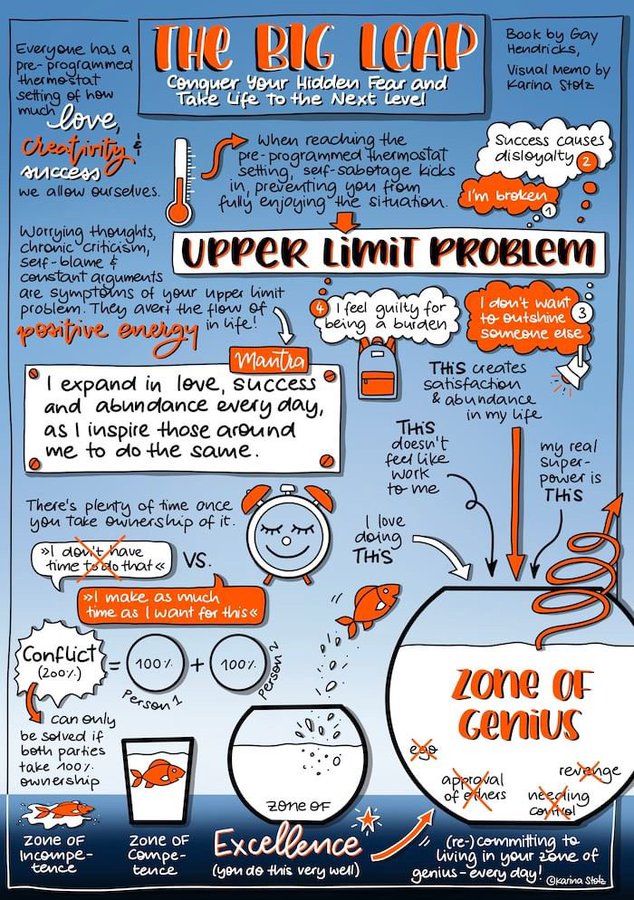 THE BIG LEAP
Conquer Your Hidden Fear and
Take Life To the Next Level
Book by Gay
Hendricks,
Visual Memo by
Karina Stolz
Everyone has a
pre-programmed
thermostat
setting of how
much love,
creativity &
success
we allow ourselves.
When reaching the
pre-programmed thermostat
setting, self-sabotage kicks
in, preventing you from
fully enjoying the situation.
Success causes
disloyalty
2
I'm broken
1
UPPER LIMIT PROBLEM
Worrying thoughts,
chronic criticism,
self-blame &
constant arguments
are symptoms of your upper limit
problem. They avert the flow of
positive energy in life!
4
I feel guilty for
being a burden
I don't want
to outshine
someone else
3
Mantra
I expand in love, success
and abundance every day,
as I inspire those around
me to do the same.
THIS creates
satisfaction
& abundance
in my life
THIS
doesn't
feel like
work
to me
my real
super-
power is
THIS
I love
doing
THIS
There's plenty of time once
you take ownership of it.
»I don't have
time to do that«
VS.
»I make as much
time as I want for this«
Conflict
(200%)
=
100%
+
100%
Person 1
Person 2
can only
be solved if
both parties
take 100%
ownership
ZONE OF
GENIUS
ego
approval
of others
revenge
needing
control
zone of
Incompe-
tence
zone of
Compe-
tence
zone of
Excellence
(you do this very well)
(re-)committing to
living in your zone of
genius-every day!
©Karina Stolz